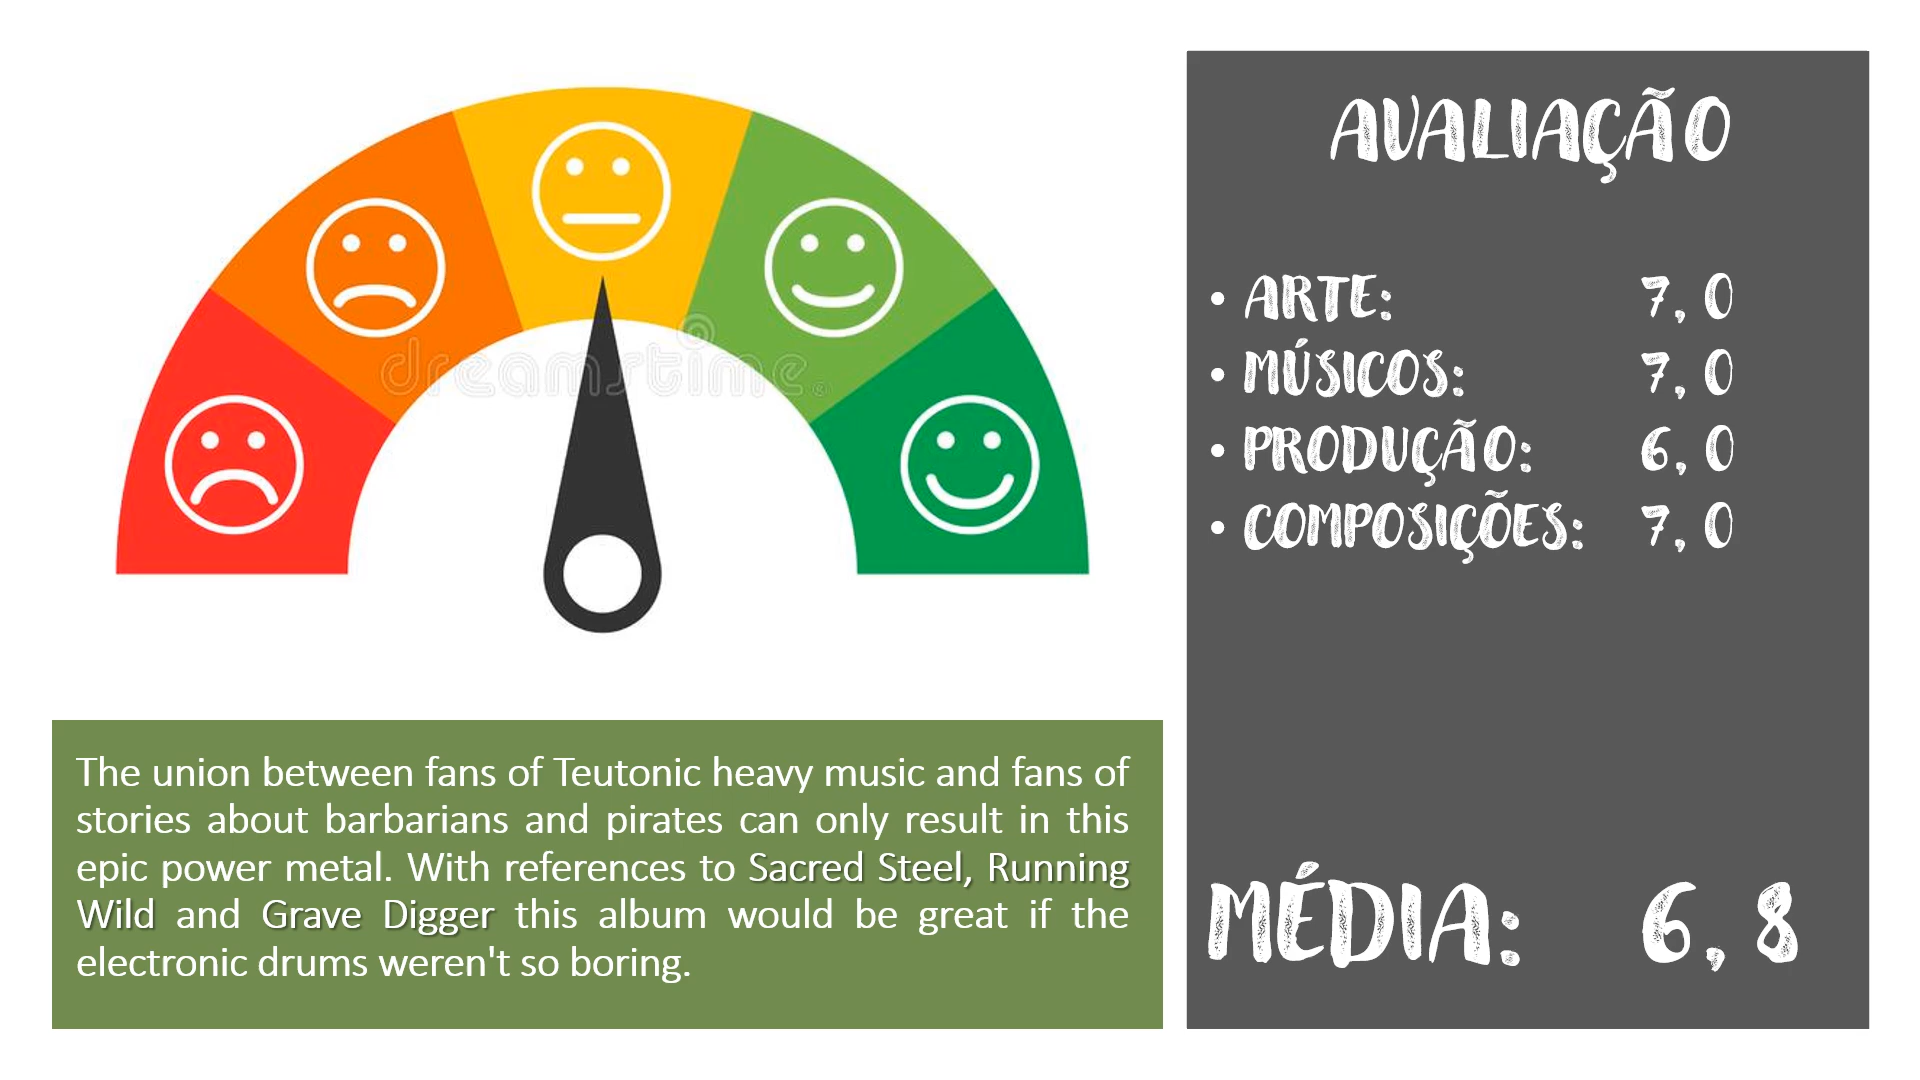 dreamstime.
The union between fans of Teutonic heavy music and fans of
stories about barbarians and pirates can only result in this
epic power metal. With references to Sacred Steel, Running
Wild and Grave Digger this album would be great if the
electronic drums weren't so boring.
AVALIAÇÃO
• ARTE: 7,0
• MÚSICOS: 7,0
• PRODUÇÃO: 6,0
• COMPOSIÇÕES: 7,0
MÉDIA: 6,8